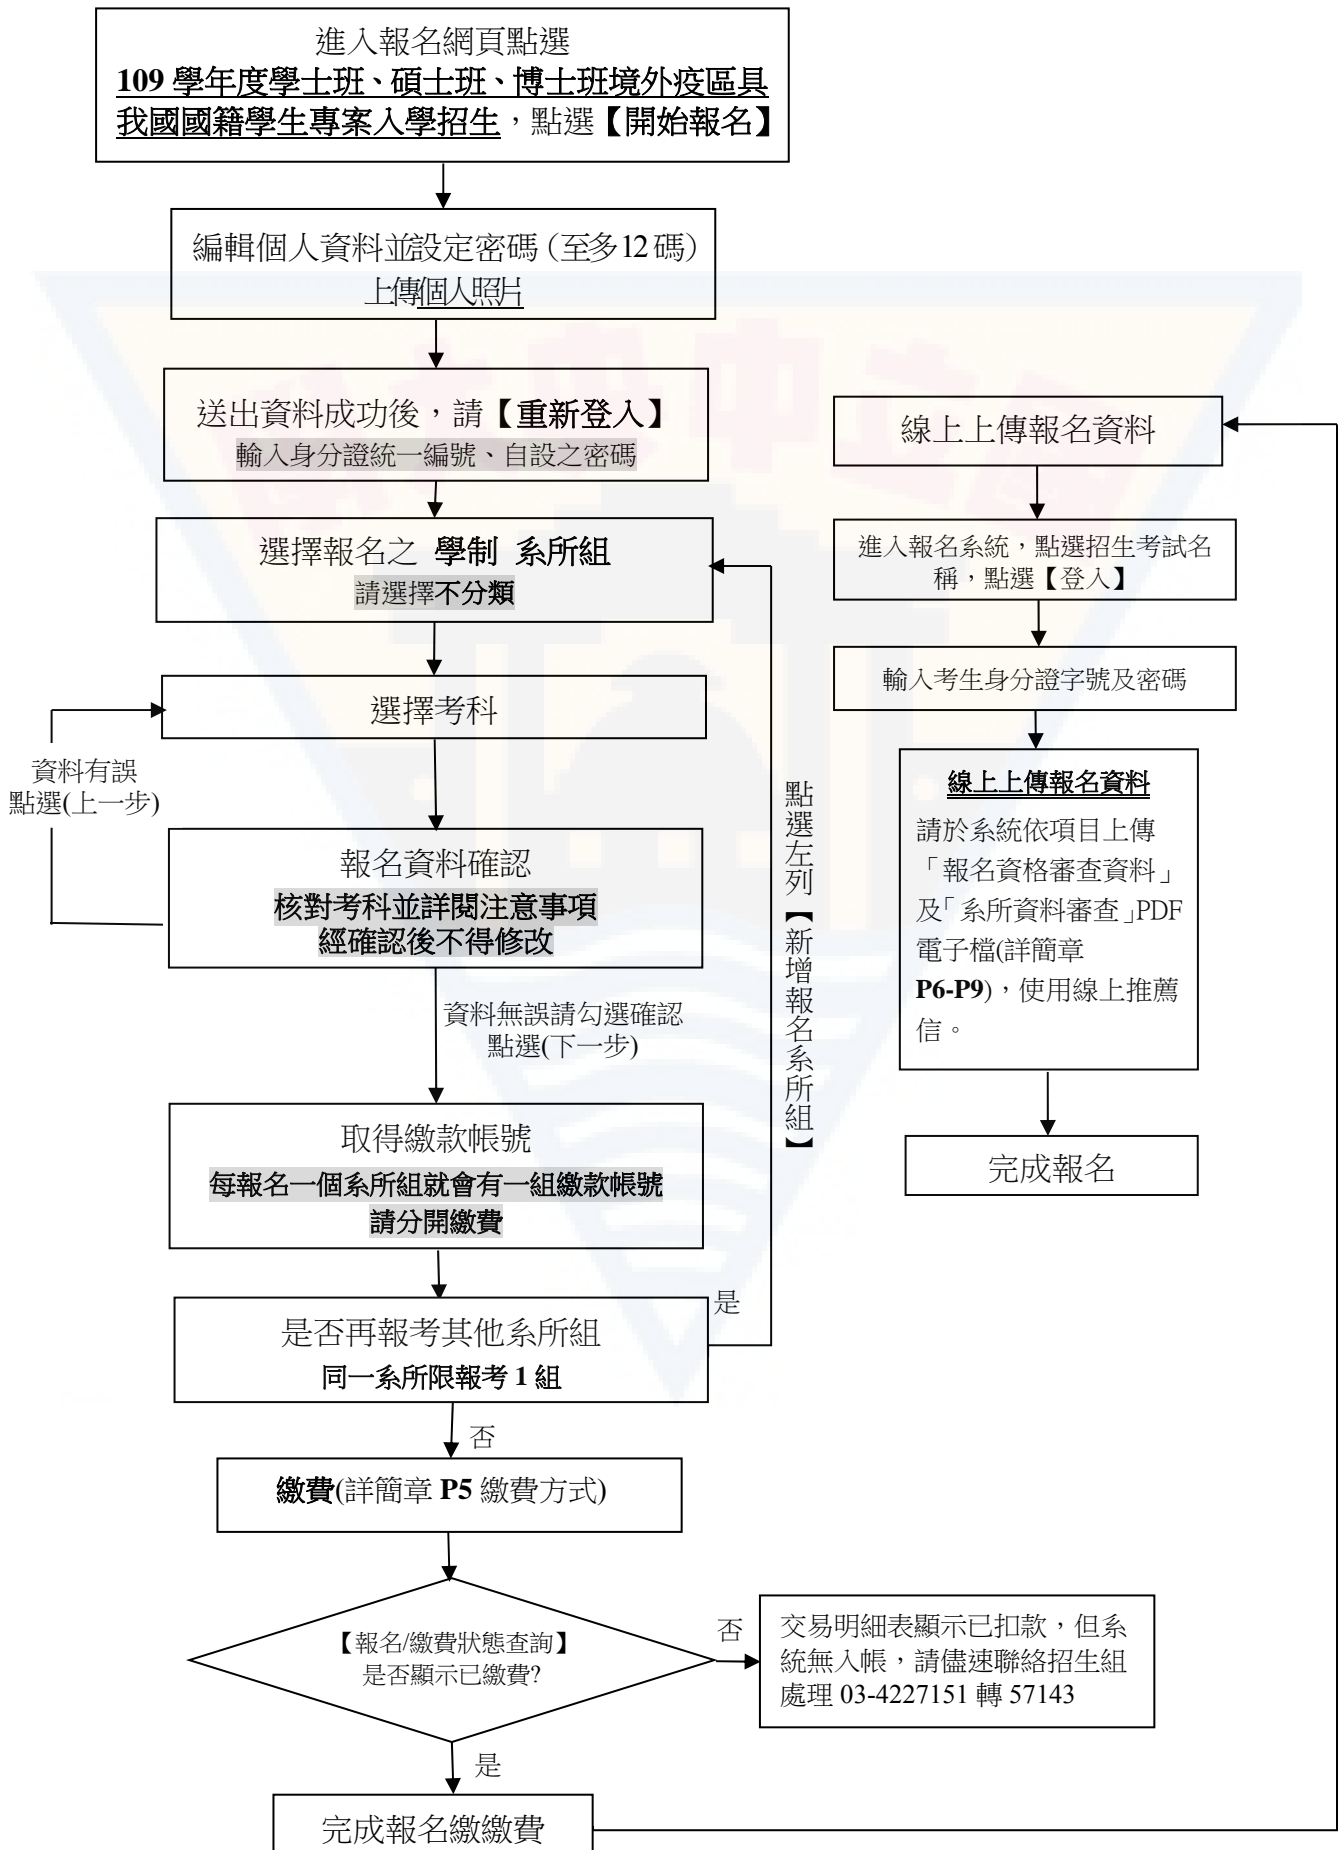 進入報名網頁點選
109 學年度學士班、碩士班、博士班境外疫區具
我國國籍學生專案入學招生，點選【開始報名】
編輯個人資料並設定密碼（至多12碼）
上傳個人照片
送出資料成功後，請【重新登入】
輸入身分證統一編號、自設之密碼
選擇報名之 學制 系所組
請選擇不分類
選擇考科
資料有誤
點選(上一步)
報名資料確認
核對考科並詳閱注意事項
經確認後不得修改
資料無誤請勾選確認
點選(下一步)
取得繳款帳號
每報名一個系所組就會有一組繳款帳號
請分開繳費
是否再報考其他系所組
同一系所限報考 1 組
是
點選左列【新增報名系所組】
否
繳費(詳簡章 P5 繳費方式)
【報名/繳費狀態查詢】
是否顯示已繳費?
否
交易明細表顯示已扣款，但系
統無入帳，請儘速聯絡招生組
處理 03-4227151 轉 57143
是
完成報名繳繳費
線上上傳報名資料
進入報名系統，點選招生考試名
稱，點選【登入】
輸入考生身分證字號及密碼
線上上傳報名資料
請於系統依項目上傳
「報名資格審查資料」
及「系所資料審查」PDF
電子檔(詳簡章
P6-P9)，使用線上推薦
信。
完成報名